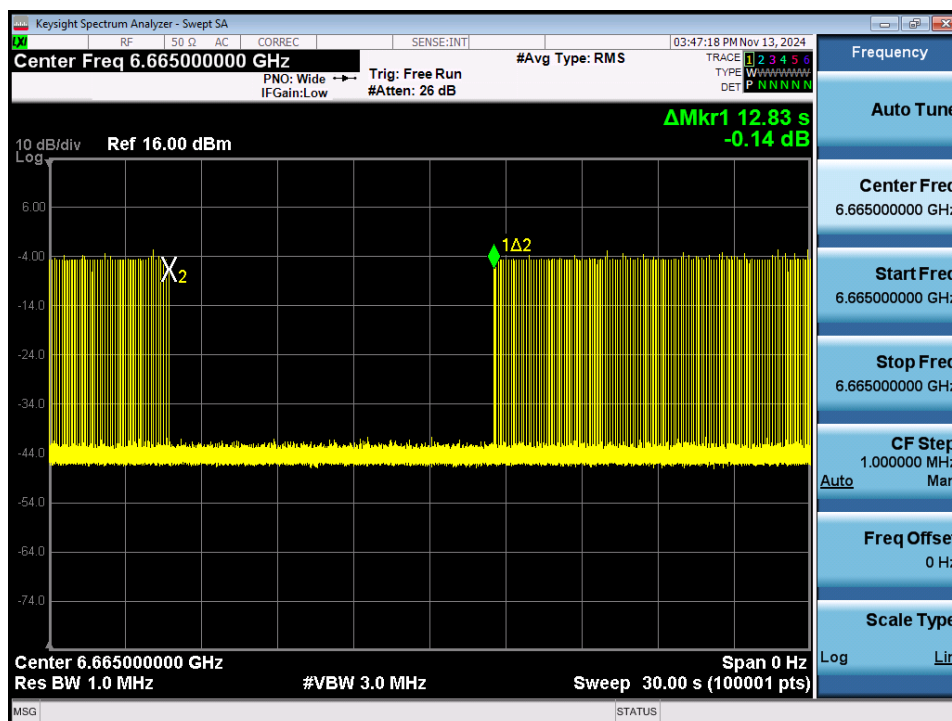 Keysight Spectrum Analyzer - Swept SA
LXI RF 50 Ω AC CORREC SENSE:INT 03:47:18 PM Nov 13, 2024
Center Freq 6.665000000 GHz
PNO: Wide
IFGain:Low
Trig: Free Run
#Atten: 26 dB
#Avg Type: RMS
TRACE 1 2 3 4 5 6
TYPE WWWWWW
DET P N N N N N
ΔMkr1 12.83 s
-0.14 dB
10 dB/div Ref 16.00 dBm
Log
6.00
-4.00
-14.0
-24.0
-34.0
-44.0
-54.0
-64.0
-74.0
2
1Δ2
Center 6.665000000 GHz Span 0 Hz
Res BW 1.0 MHz #VBW 3.0 MHz Sweep 30.00 s (100001 pts)
MSG STATUS
Frequency
Auto Tune
Center Freq
6.665000000 GHz
Start Freq
6.665000000 GHz
Stop Freq
6.665000000 GHz
CF Step
1.000000 MHz
Auto Man
Freq Offset
0 Hz
Scale Type
Log Lin